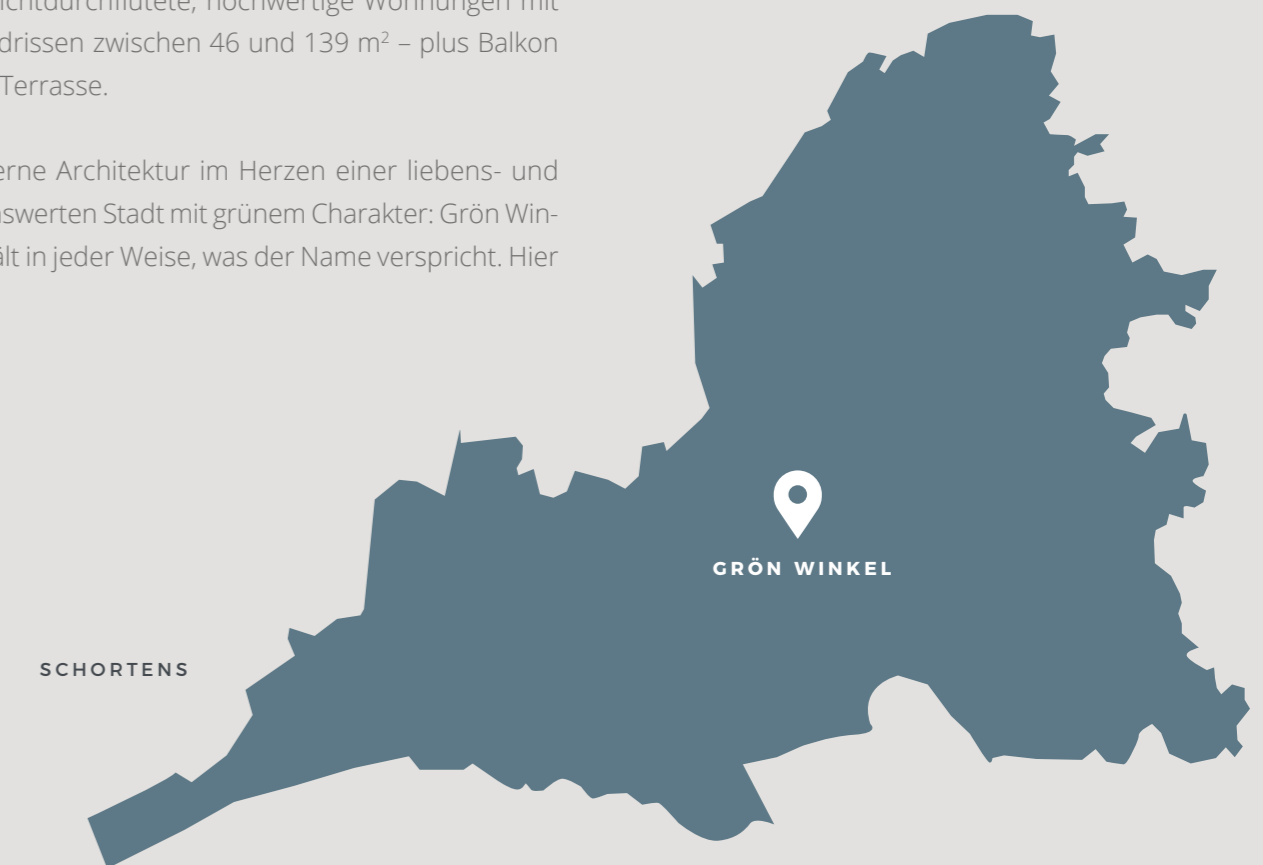 lichtdurchflutete, hochwertige Wohnungen mit
drissen zwischen 46 und 139 m² – plus Balkon
Terrasse.
erne Architektur im Herzen einer liebens- und
swerten Stadt mit grünem Charakter: Grön Win-
ält in jeder Weise, was der Name verspricht. Hier
GRÖN WINKEL
SCHORTENS